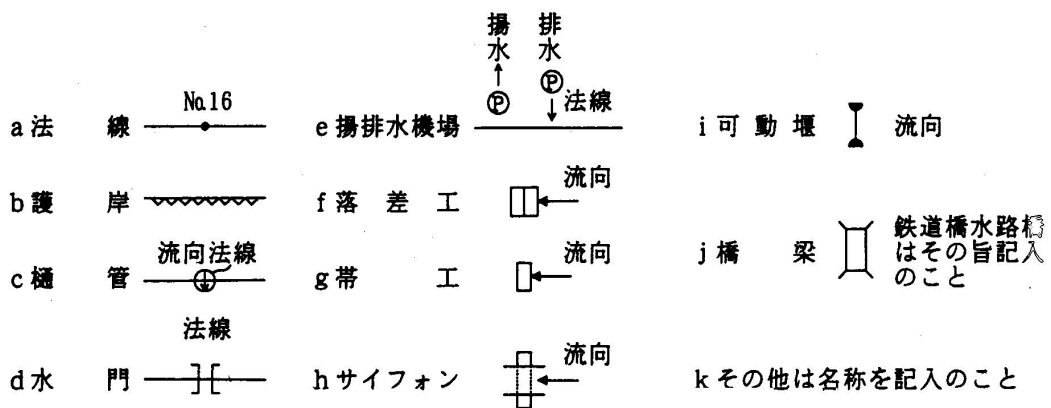 a 法線 No.16
b 護岸
c 樋管 流向法線
d 水門 法線
e 揚排水機場 揚水 Ⓟ 排水 Ⓟ 法線
f 落差工 流向
g 帯工 流向
h サイフォン 流向
i 可動堰 流向
j 橋梁 鉄道橋水路橋
はその旨記入
のこと
k その他は名称を記入のこと